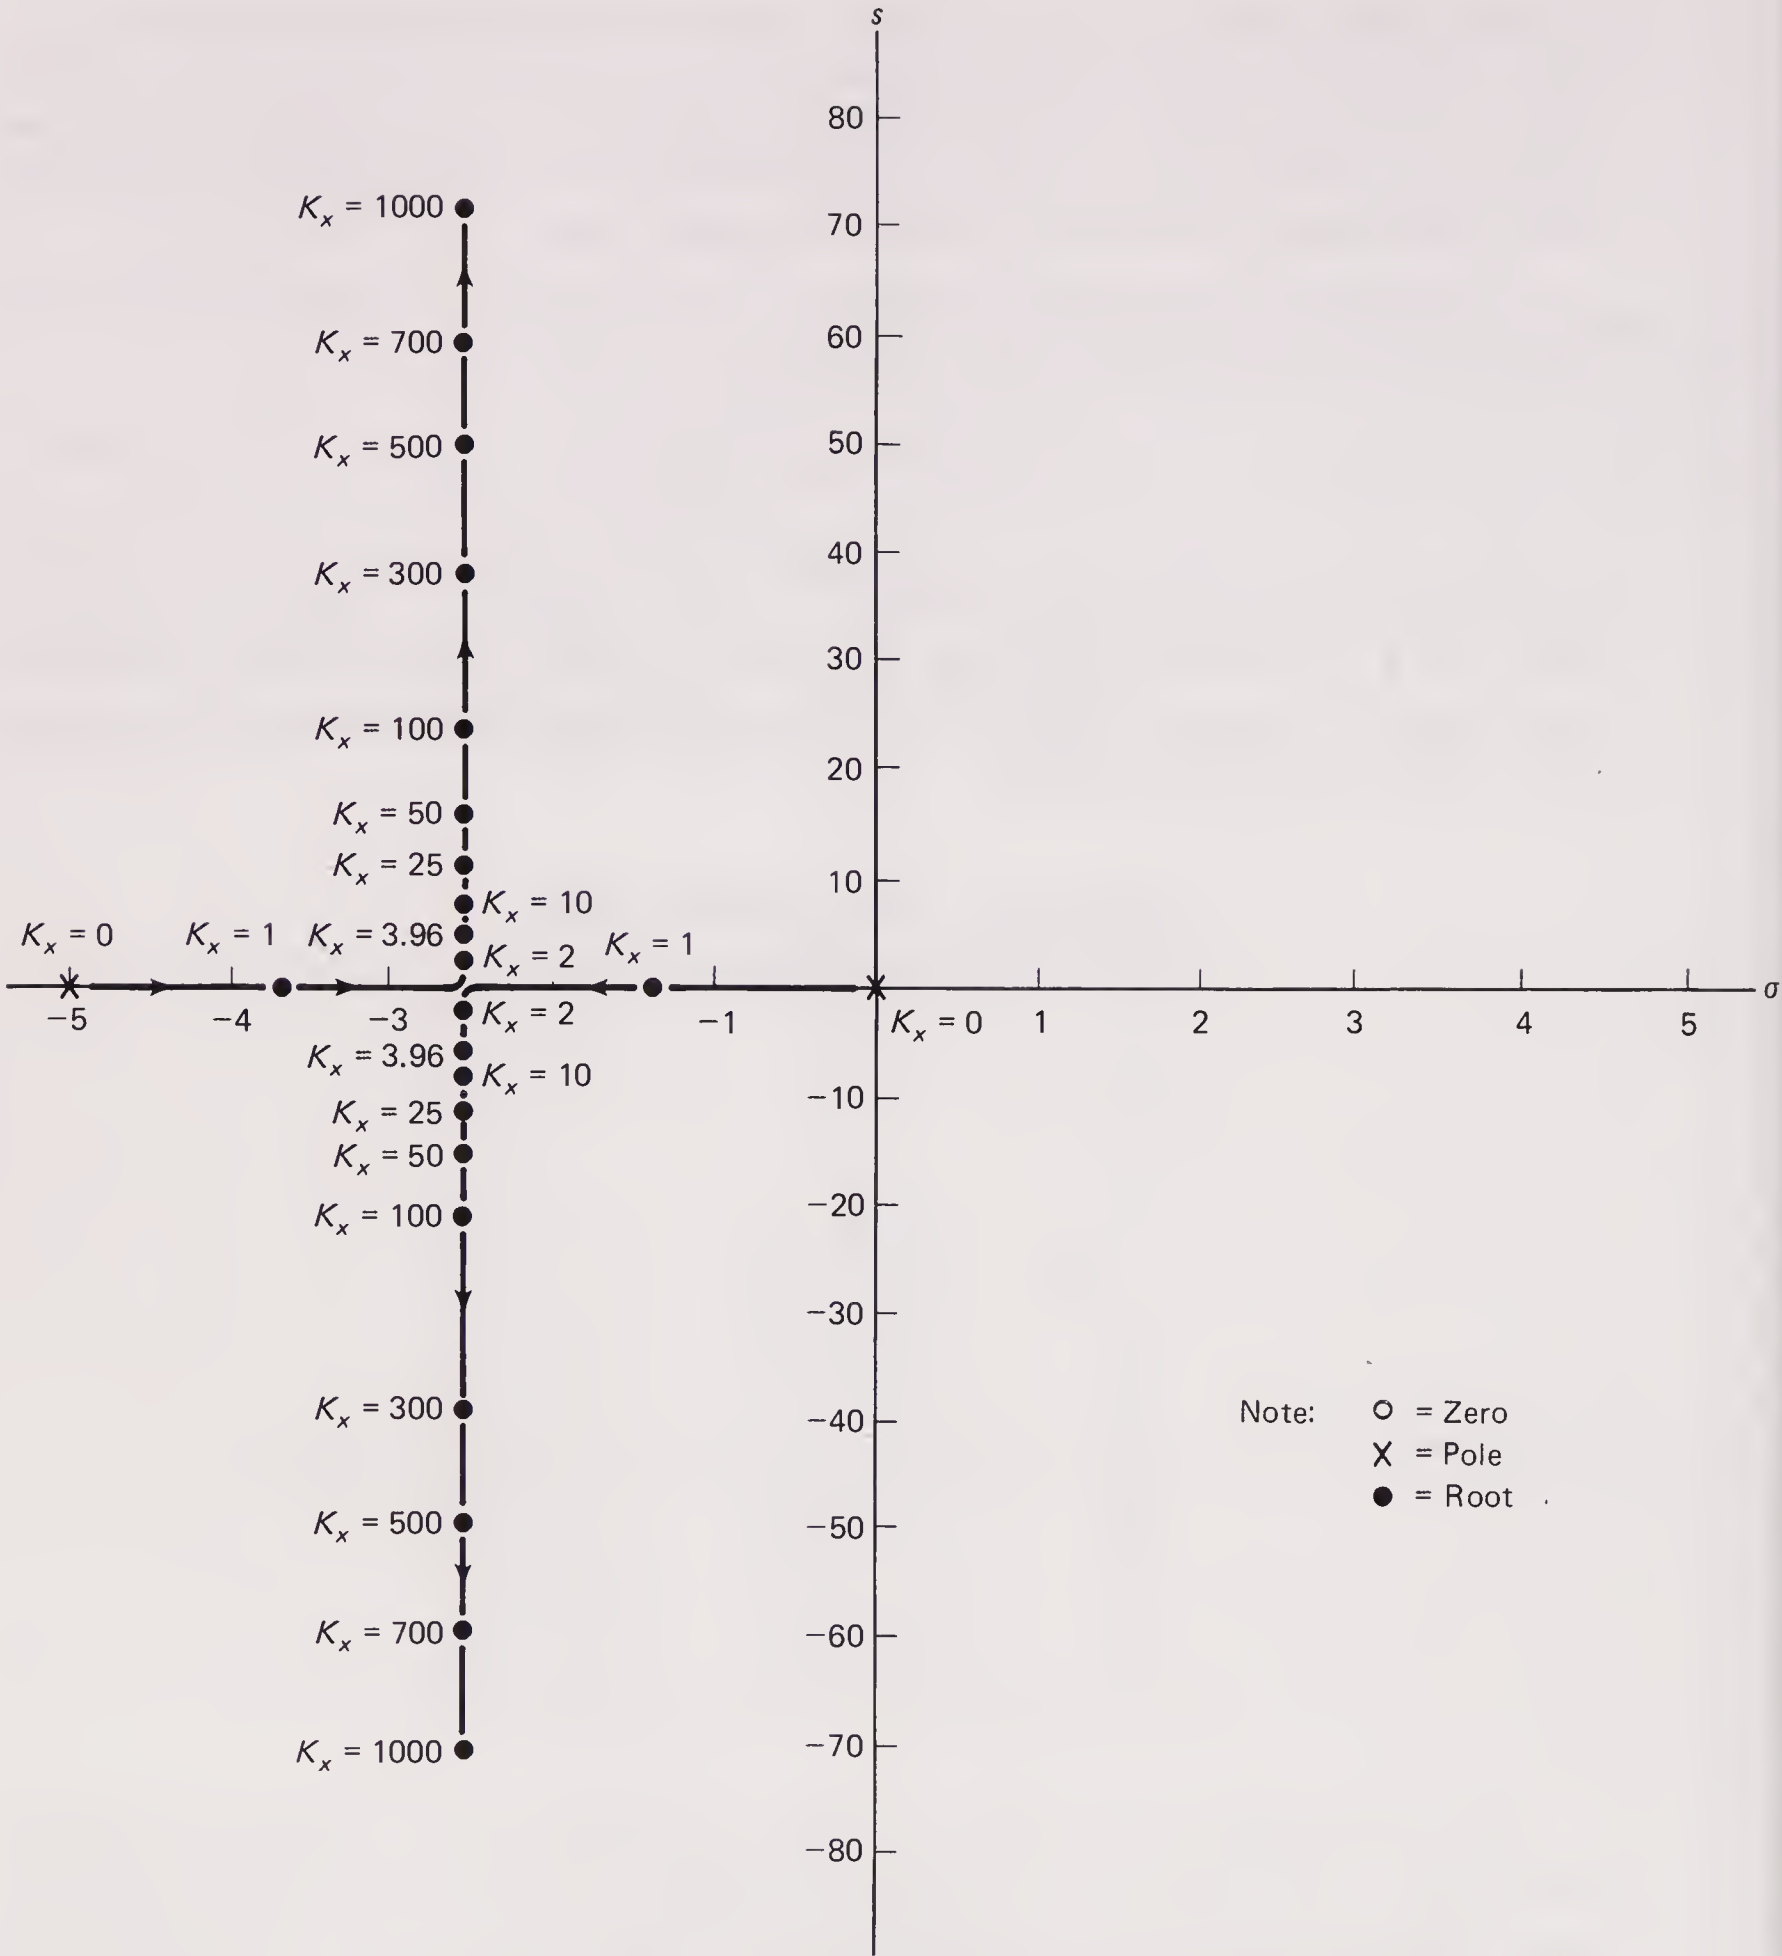 s
80
K_x = 1000
70
60
K_x = 700
50
K_x = 500
40
K_x = 300
30
K_x = 100
20
K_x = 50
K_x = 25
10
K_x = 10
K_x = 0 K_x = 1 K_x = 3.96 K_x = 1
K_x = 2
σ
−5 −4 −3 K_x = 2 −1 K_x = 0 1 2 3 4 5
K_x = 3.96
K_x = 10
−10
K_x = 25
K_x = 50
−20
K_x = 100
−30
K_x = 300
−40
Note: O = Zero
X = Pole
● = Root
K_x = 500
−50
K_x = 700
−60
K_x = 1000
−70
−80